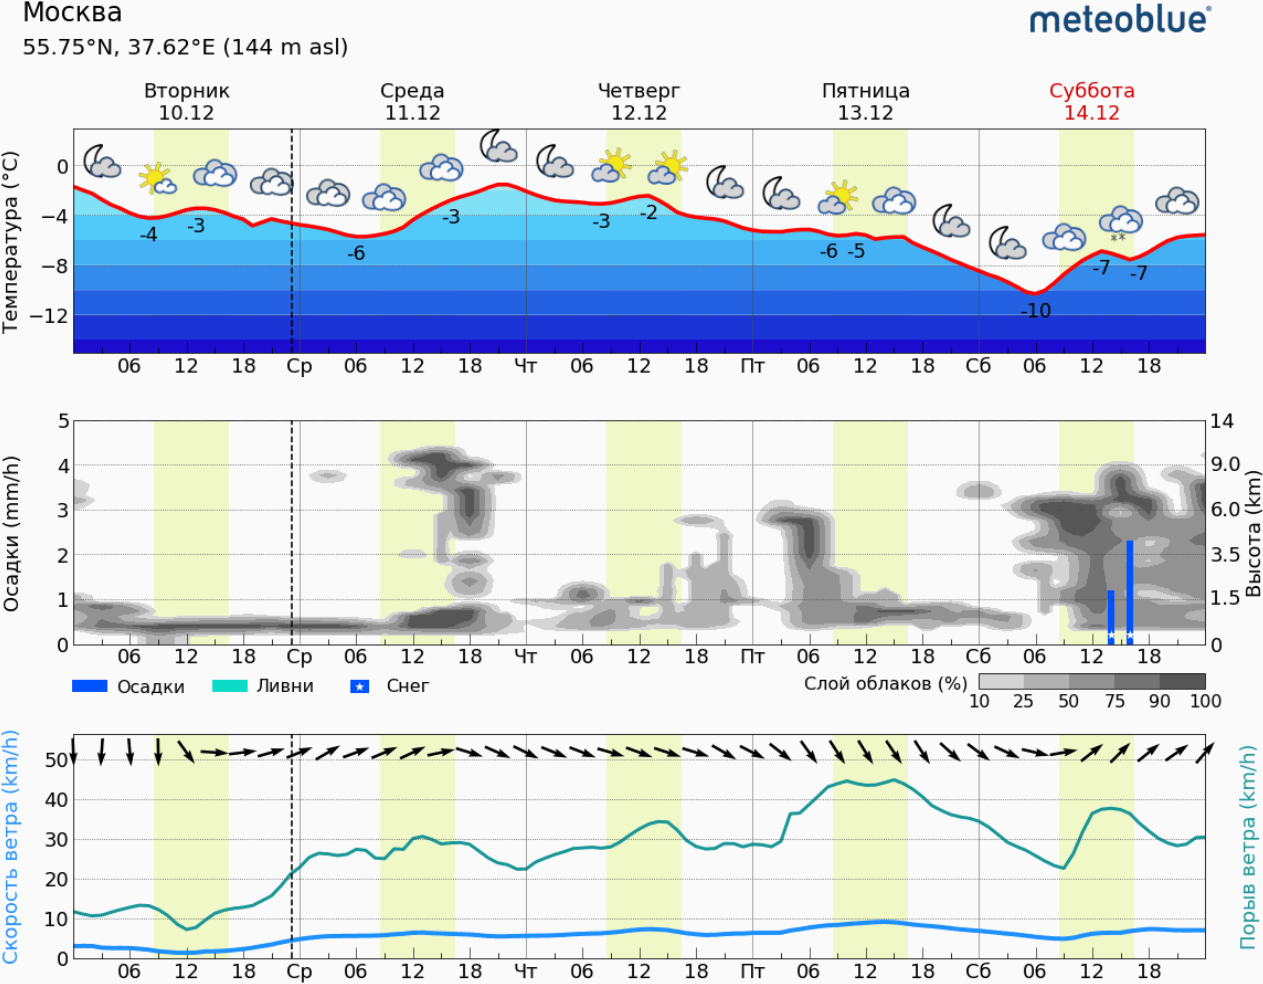 Москва
55.75°N, 37.62°E (144 m asl)
meteoblue
Вторник Среда Четверг Пятница Суббота
10.12 11.12 12.12 13.12 14.12
Температура (°C)
0
−4
−8
−12
-4 -3 -6 -3 -3 -2 -6 -5 -10 -7 -7
06 12 18 Ср 06 12 18 Чт 06 12 18 Пт 06 12 18 Сб 06 12 18
Осадки (mm/h)
5 14
4 9.0
3 6.0
2 3.5
1 1.5
0 0
Высота (km)
06 12 18 Ср 06 12 18 Чт 06 12 18 Пт 06 12 18 Сб 06 12 18
Осадки Ливни Снег Слой облаков (%)
10 25 50 75 90 100
Скорость ветра (km/h)
50
40
30
20
10
0
Порыв ветра (km/h)
06 12 18 Ср 06 12 18 Чт 06 12 18 Пт 06 12 18 Сб 06 12 18